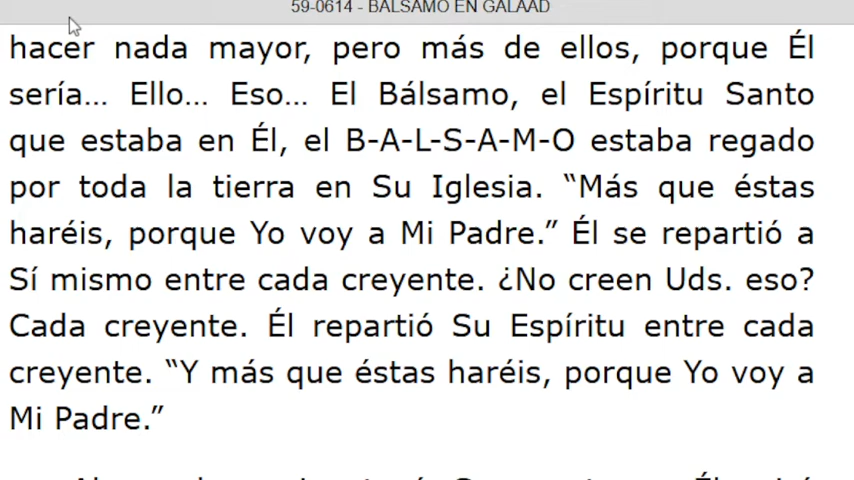 59-0614 - BALSAMO EN GALAAD
hacer nada mayor, pero más de ellos, porque Él
sería... Ello... Eso... El Bálsamo, el Espíritu Santo
que estaba en Él, el B-A-L-S-A-M-O estaba regado
por toda la tierra en Su Iglesia. “Más que éstas
haréis, porque Yo voy a Mi Padre.” Él se repartió a
Sí mismo entre cada creyente. ¿No creen Uds. eso?
Cada creyente. Él repartió Su Espíritu entre cada
creyente. “Y más que éstas haréis, porque Yo voy a
Mi Padre.”